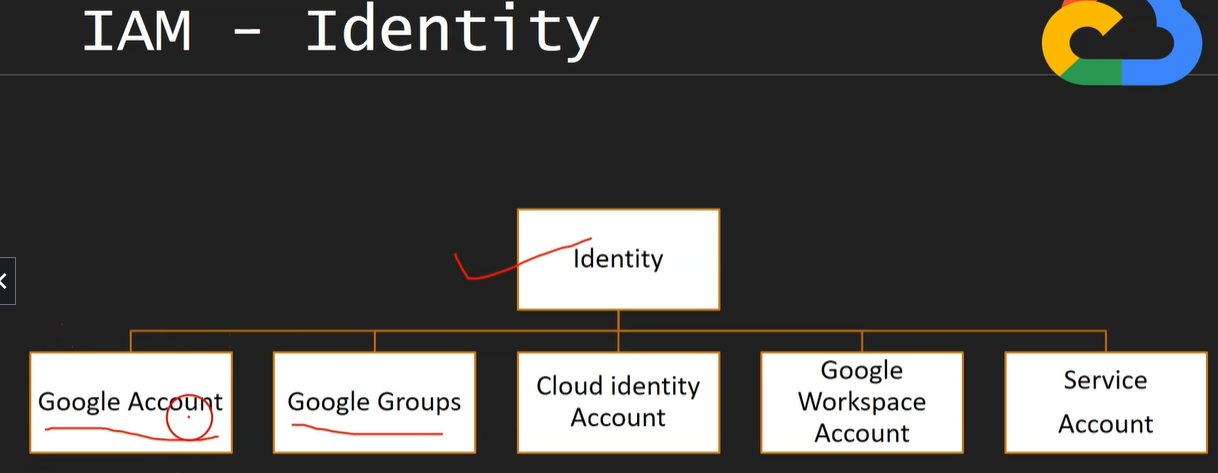 IAM – Identity
Identity
Google Account
Google Groups
Cloud identity
Account
Google
Workspace
Account
Service
Account